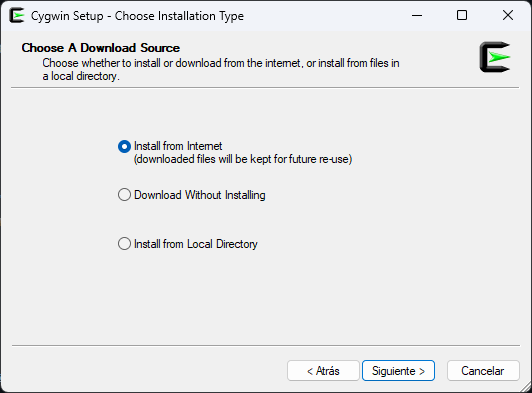 Cygwin Setup - Choose Installation Type
Choose A Download Source
Choose whether to install or download from the internet, or install from files in
a local directory.
Install from Internet
(downloaded files will be kept for future re-use)
Download Without Installing
Install from Local Directory
< Atrás
Siguiente >
Cancelar